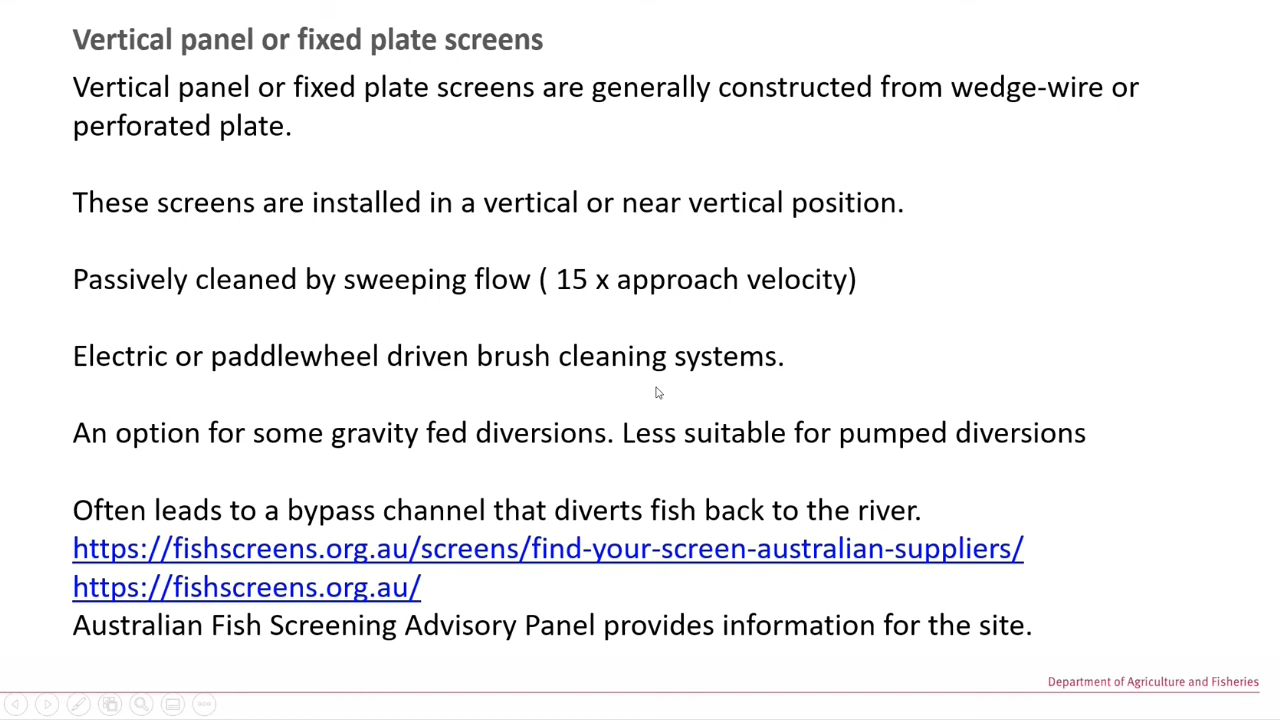 Vertical panel or fixed plate screens
Vertical panel or fixed plate screens are generally constructed from wedge-wire or
perforated plate.
These screens are installed in a vertical or near vertical position.
Passively cleaned by sweeping flow ( 15 x approach velocity)
Electric or paddlewheel driven brush cleaning systems.
An option for some gravity fed diversions. Less suitable for pumped diversions
Often leads to a bypass channel that diverts fish back to the river.
https://fishscreens.org.au/screens/find-your-screen-australian-suppliers/
https://fishscreens.org.au/
Australian Fish Screening Advisory Panel provides information for the site.
Department of Agriculture and Fisheries